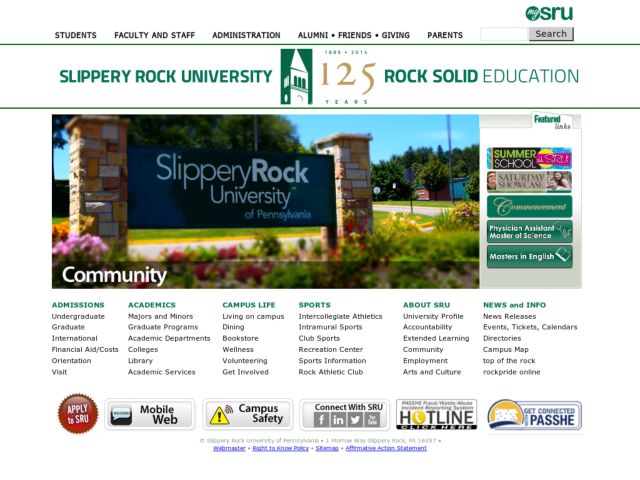 my sru
STUDENTS FACULTY AND STAFF ADMINISTRATION ALUMNI • FRIENDS • GIVING PARENTS Search
SLIPPERY ROCK UNIVERSITY 1889 • 2014 125 YEARS ROCK SOLID EDUCATION
Featured links
SlipperyRock
University
of Pennsylvania
Community
SUMMER
SCHOOL at SRU!
SATURDAY
SHOWCASE
Commencement
Physician Assistant
Master of Science
Masters in English
ADMISSIONS ACADEMICS CAMPUS LIFE SPORTS ABOUT SRU NEWS and INFO
Undergraduate Majors and Minors Living on campus Intercollegiate Athletics University Profile News Releases
Graduate Graduate Programs Dining Intramural Sports Accountability Events, Tickets, Calendars
International Academic Departments Bookstore Club Sports Extended Learning Directories
Financial Aid/Costs Colleges Wellness Recreation Center Community Campus Map
Orientation Library Volunteering Sports Information Employment top of the rock
Visit Academic Services Get Involved Rock Athletic Club Arts and Culture rockpride online
APPLY
to SRU
Mobile
Web
Campus
Safety
Connect With SRU
PASSHE Fraud/Waste/Abuse
Incident Reporting System
HOTLINE
CLICK HERE
GET CONNECTED
with
PASSHE
© Slippery Rock University of Pennsylvania • 1 Morrow Way Slippery Rock, PA 16057 •
Webmaster • Right to Know Policy • Sitemap • Affirmative Action Statement